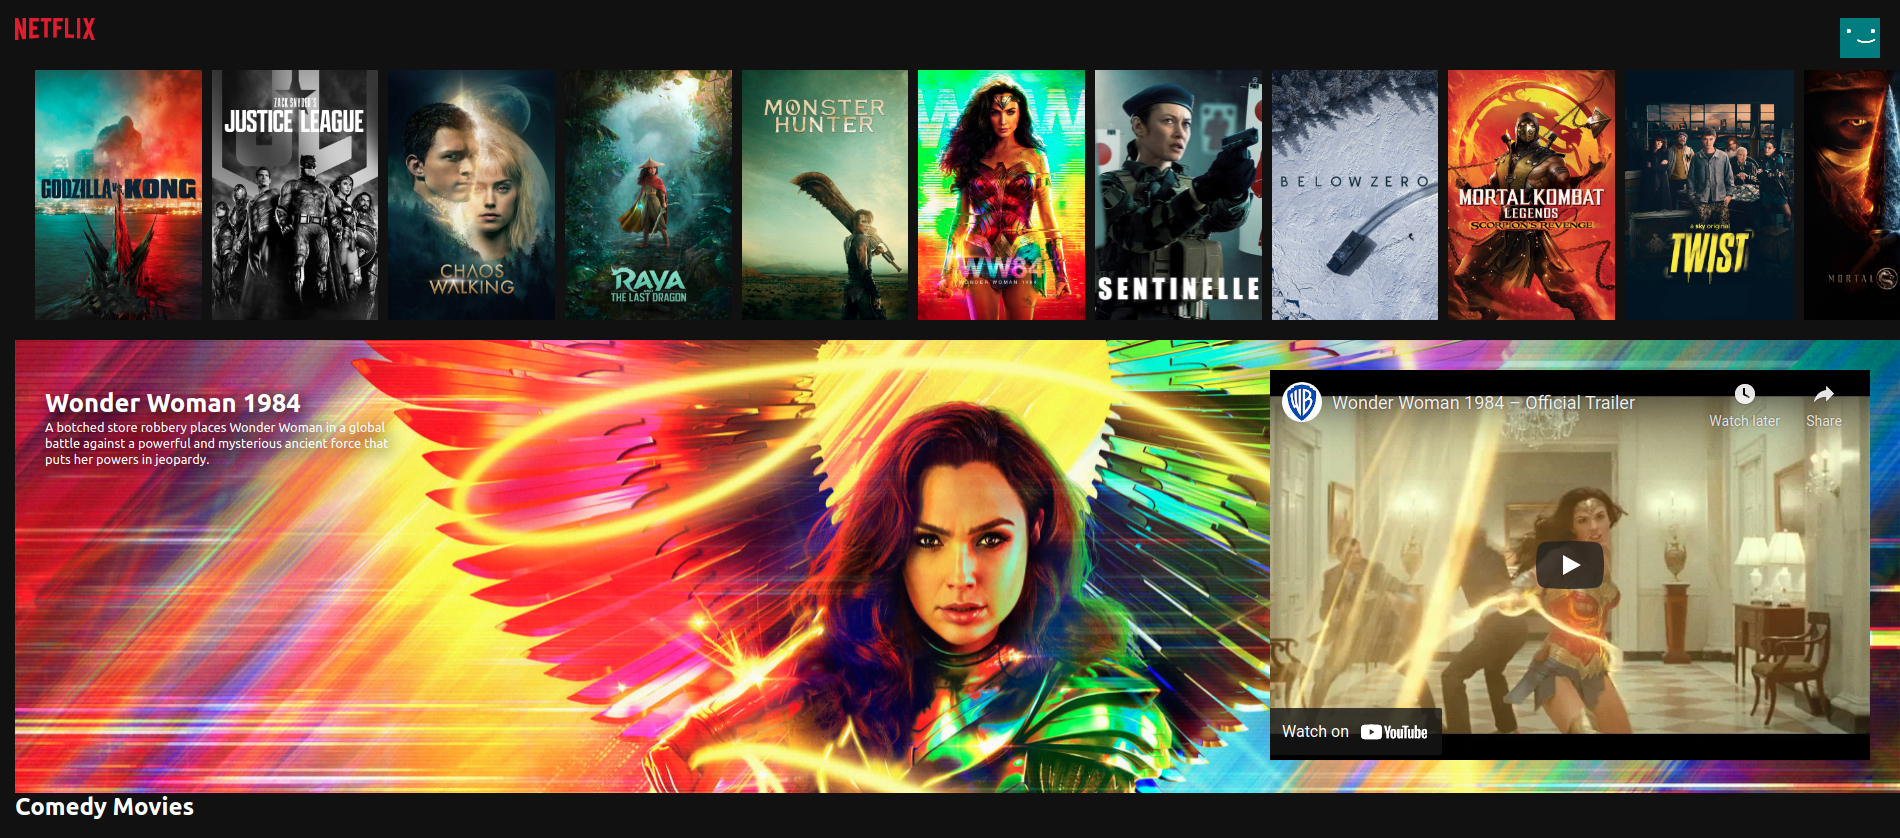 NETFLIX
GODZILLA vs KONG
ZACK SNYDER'S
JUSTICE LEAGUE
JL
CHAOS
WALKING
RAYA
AND
THE LAST DRAGON
MONSTER
HUNTER
WW
WW84
WONDER WOMAN 1984
SENTINELLE
BELOW ZERO
MORTAL KOMBAT
LEGENDS
SCORPION'S REVENGE
a sky original
TWIST
MORTAL
Wonder Woman 1984
A botched store robbery places Wonder Woman in a global
battle against a powerful and mysterious ancient force that
puts her powers in jeopardy.
WB
Wonder Woman 1984 – Official Trailer
Watch later
Share
Watch on YouTube
Comedy Movies